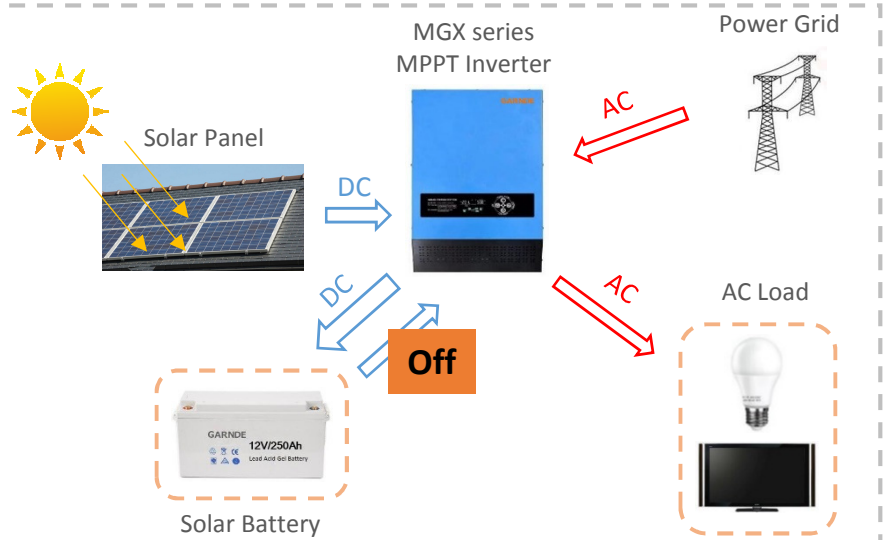 Power Grid
MGX series
MPPT Inverter
GARNDE
AC
Solar Panel
DC
DC
AC
AC Load
Off
GARNDE
12V/250Ah
Lead Acid Gel Battery
Solar Battery